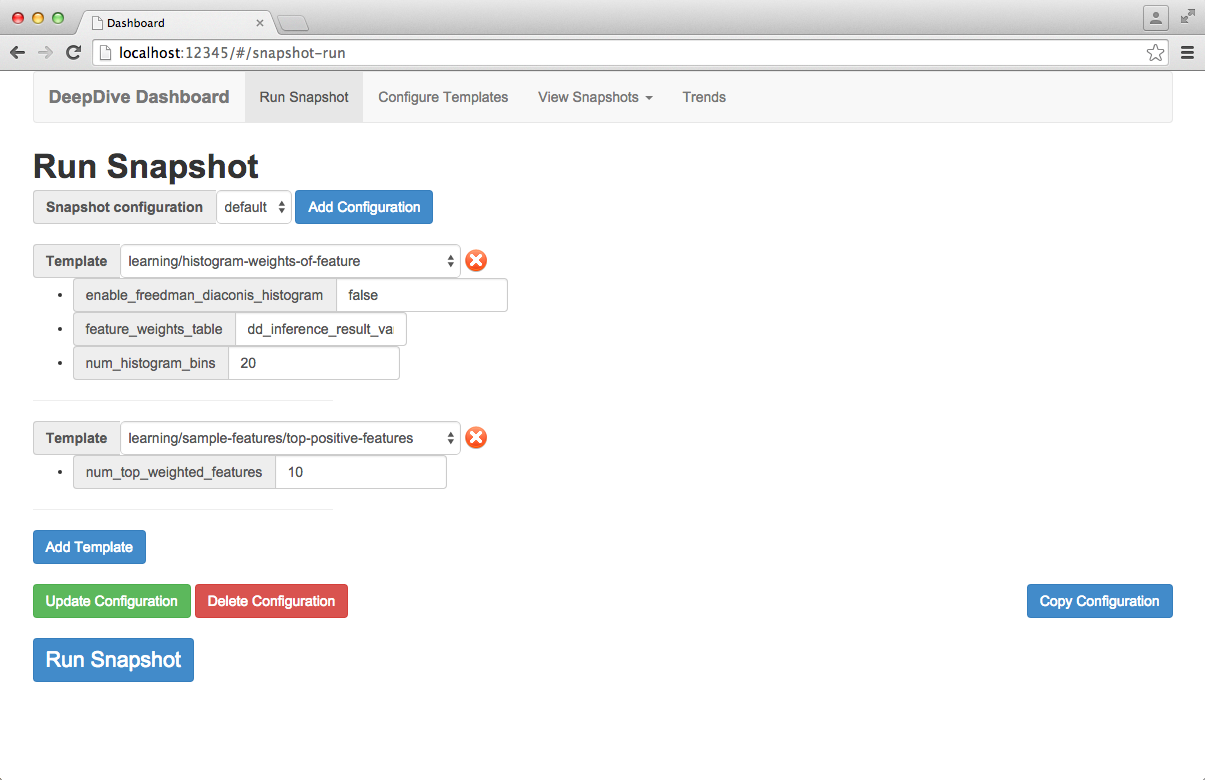 Dashboard
localhost:12345/#/snapshot-run
DeepDive Dashboard Run Snapshot Configure Templates View Snapshots Trends
Run Snapshot
Snapshot configuration default Add Configuration
Template learning/histogram-weights-of-feature
enable_freedman_diaconis_histogram false
feature_weights_table dd_inference_result_va
num_histogram_bins 20
Template learning/sample-features/top-positive-features
num_top_weighted_features 10
Add Template
Update Configuration Delete Configuration Copy Configuration
Run Snapshot